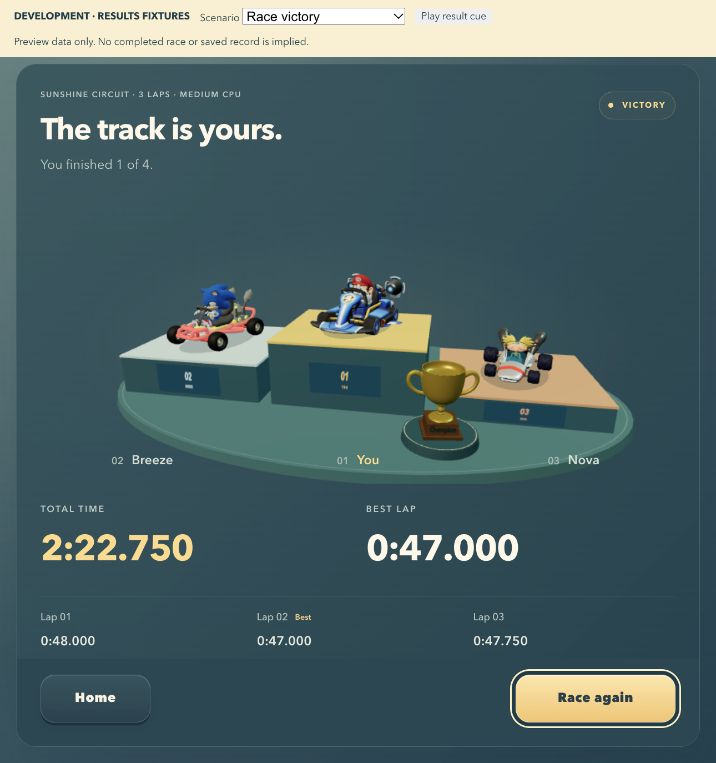 DEVELOPMENT · RESULTS FIXTURES Scenario Race victory Play result cue
Preview data only. No completed race or saved record is implied.
SUNSHINE CIRCUIT · 3 LAPS · MEDIUM CPU
VICTORY
The track is yours.
You finished 1 of 4.
02
01
YOU
03
Champion
02 Breeze
01 You
03 Nova
TOTAL TIME
BEST LAP
2:22.750
0:47.000
Lap 01
Lap 02 Best
Lap 03
0:48.000
0:47.000
0:47.750
Home
Race again